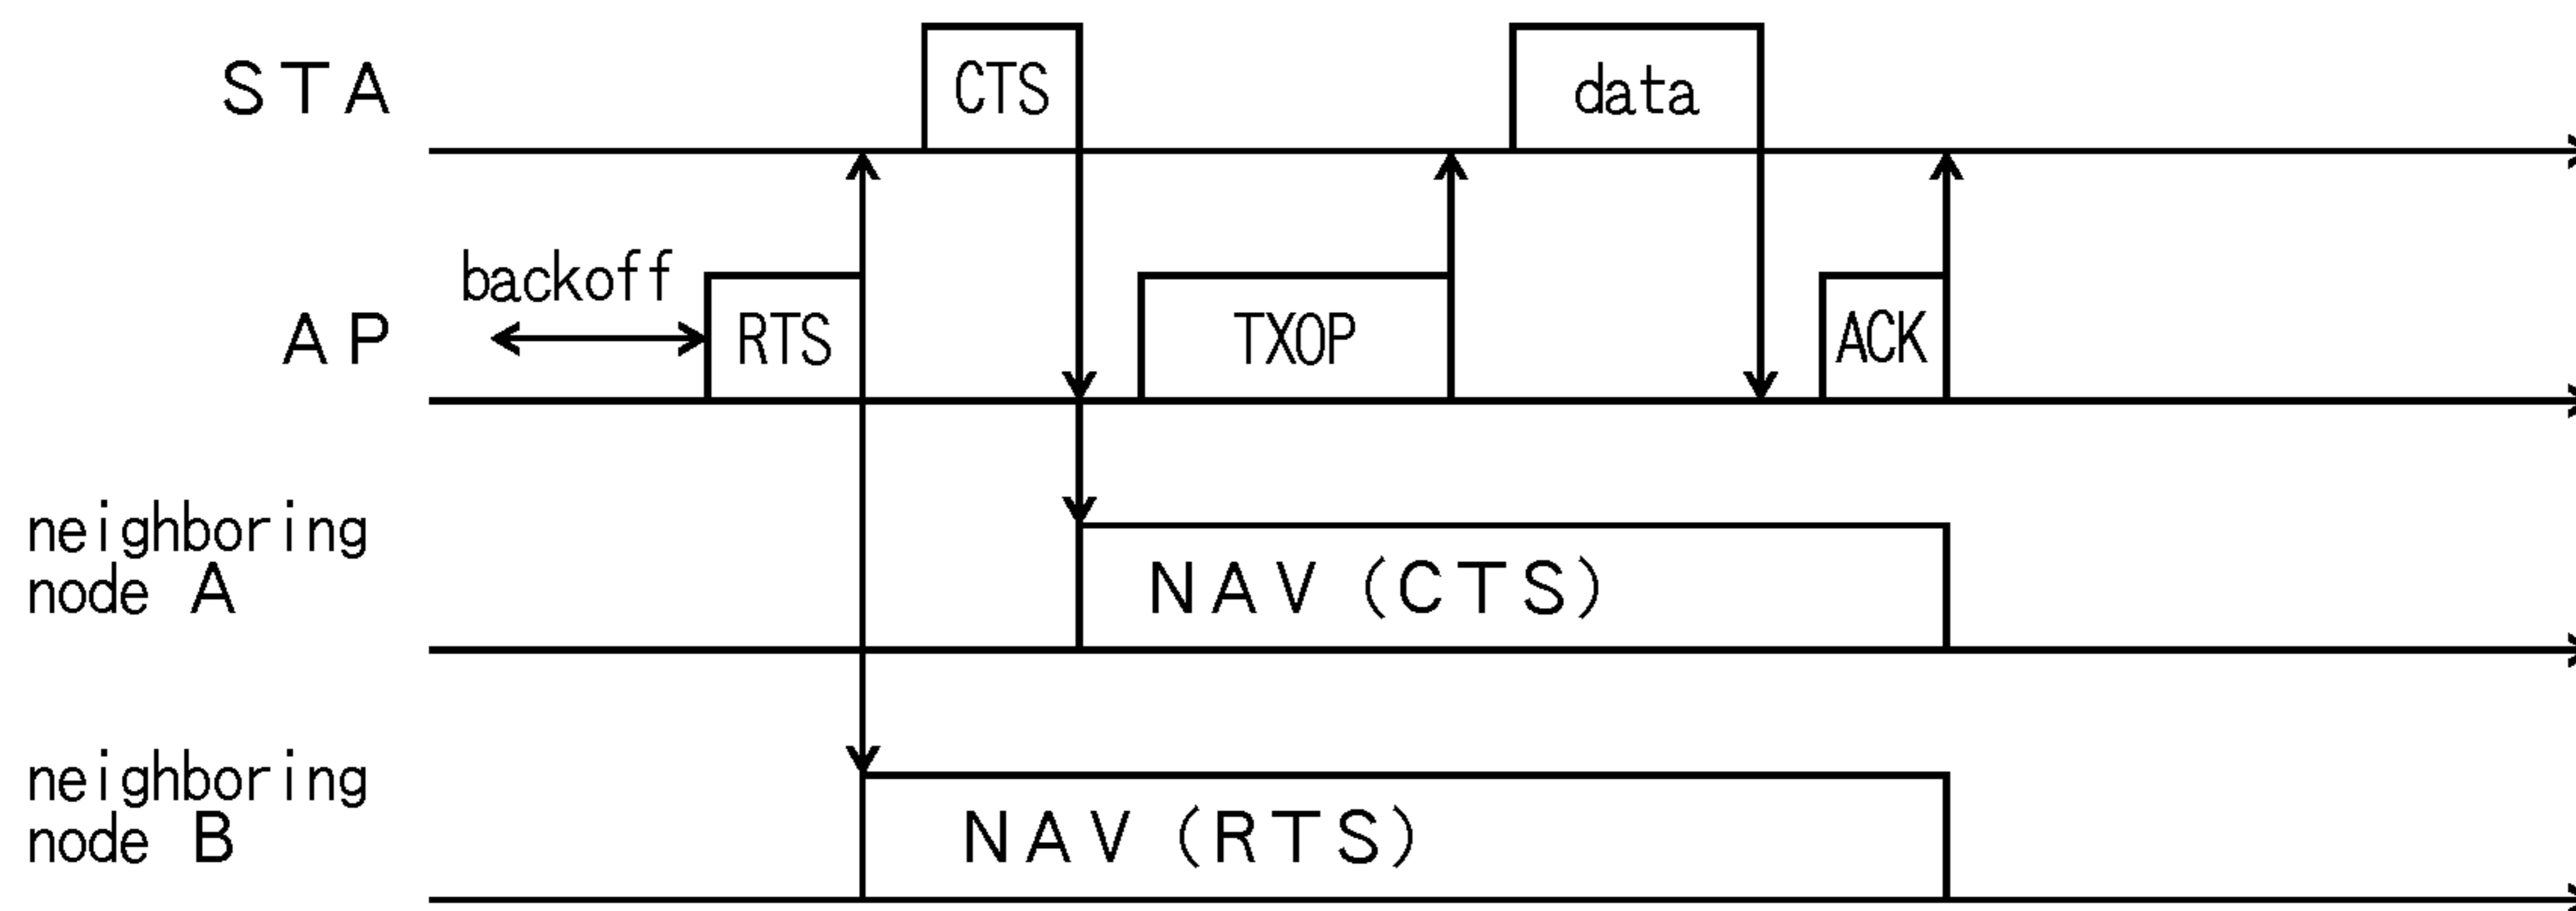 STA
CTS
data
backoff
AP
RTS
TXOP
ACK
neighboring
node A
NAV (CTS)
neighboring
node B
NAV (RTS)